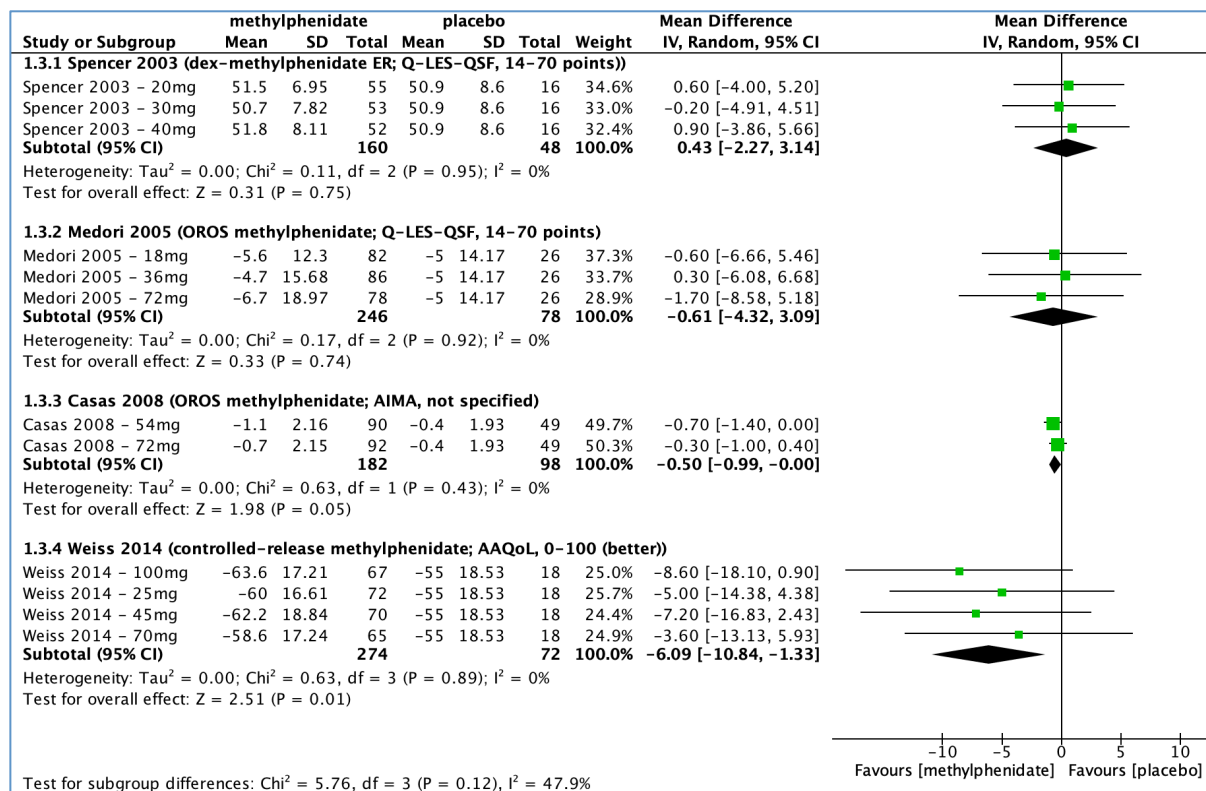 methylphenidate placebo Mean Difference Mean Difference
Study or Subgroup Mean SD Total Mean SD Total Weight IV, Random, 95% CI IV, Random, 95% CI
1.3.1 Spencer 2003 (dex-methylphenidate ER; Q-LES-QSF, 14-70 points))
Spencer 2003 - 20mg 51.5 6.95 55 50.9 8.6 16 34.6% 0.60 [-4.00, 5.20]
Spencer 2003 - 30mg 50.7 7.82 53 50.9 8.6 16 33.0% -0.20 [-4.91, 4.51]
Spencer 2003 - 40mg 51.8 8.11 52 50.9 8.6 16 32.4% 0.90 [-3.86, 5.66]
Subtotal (95% CI) 160 48 100.0% 0.43 [-2.27, 3.14]
Heterogeneity: Tau² = 0.00; Chi² = 0.11, df = 2 (P = 0.95); I² = 0%
Test for overall effect: Z = 0.31 (P = 0.75)
1.3.2 Medori 2005 (OROS methylphenidate; Q-LES-QSF, 14-70 points)
Medori 2005 - 18mg -5.6 12.3 82 -5 14.17 26 37.3% -0.60 [-6.66, 5.46]
Medori 2005 - 36mg -4.7 15.68 86 -5 14.17 26 33.7% 0.30 [-6.08, 6.68]
Medori 2005 - 72mg -6.7 18.97 78 -5 14.17 26 28.9% -1.70 [-8.58, 5.18]
Subtotal (95% CI) 246 78 100.0% -0.61 [-4.32, 3.09]
Heterogeneity: Tau² = 0.00; Chi² = 0.17, df = 2 (P = 0.92); I² = 0%
Test for overall effect: Z = 0.33 (P = 0.74)
1.3.3 Casas 2008 (OROS methylphenidate; AIMA, not specified)
Casas 2008 - 54mg -1.1 2.16 90 -0.4 1.93 49 49.7% -0.70 [-1.40, 0.00]
Casas 2008 - 72mg -0.7 2.15 92 -0.4 1.93 49 50.3% -0.30 [-1.00, 0.40]
Subtotal (95% CI) 182 98 100.0% -0.50 [-0.99, -0.00]
Heterogeneity: Tau² = 0.00; Chi² = 0.63, df = 1 (P = 0.43); I² = 0%
Test for overall effect: Z = 1.98 (P = 0.05)
1.3.4 Weiss 2014 (controlled-release methylphenidate; AAQoL, 0-100 (better))
Weiss 2014 - 100mg -63.6 17.21 67 -55 18.53 18 25.0% -8.60 [-18.10, 0.90]
Weiss 2014 - 25mg -60 16.61 72 -55 18.53 18 25.7% -5.00 [-14.38, 4.38]
Weiss 2014 - 45mg -62.2 18.84 70 -55 18.53 18 24.4% -7.20 [-16.83, 2.43]
Weiss 2014 - 70mg -58.6 17.24 65 -55 18.53 18 24.9% -3.60 [-13.13, 5.93]
Subtotal (95% CI) 274 72 100.0% -6.09 [-10.84, -1.33]
Heterogeneity: Tau² = 0.00; Chi² = 0.63, df = 3 (P = 0.89); I² = 0%
Test for overall effect: Z = 2.51 (P = 0.01)
-10 -5 0 5 10
Favours [methylphenidate] Favours [placebo]
Test for subgroup differences: Chi² = 5.76, df = 3 (P = 0.12), I² = 47.9%